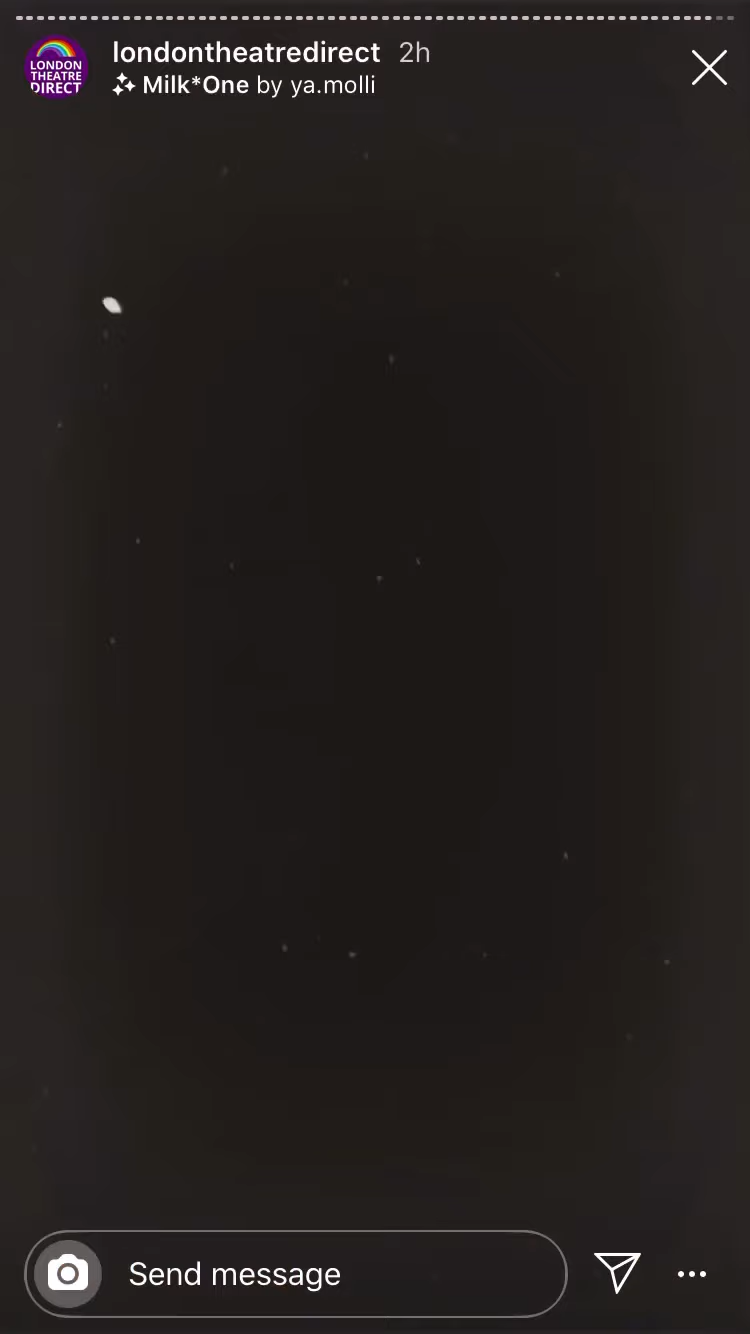 londontheatredirect 2h
LONDON
THEATRE
DIRECT
Milk*One by ya.molli
Send message